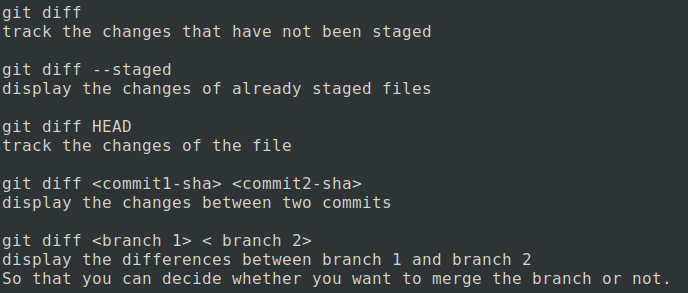 git diff
track the changes that have not been staged
git diff --staged
display the changes of already staged files
git diff HEAD
track the changes of the file
git diff <commit1-sha> <commit2-sha>
display the changes between two commits
git diff <branch 1> < branch 2>
display the differences between branch 1 and branch 2
So that you can decide whether you want to merge the branch or not.